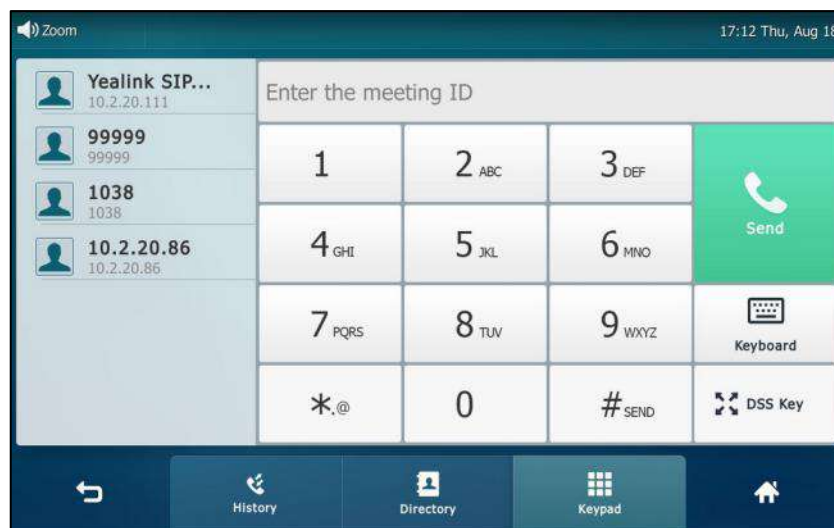 Zoom
17:12 Thu, Aug 18
Yealink SIP...
10.2.20.111
99999
99999
1038
1038
10.2.20.86
10.2.20.86
Enter the meeting ID
1
2 ABC
3 DEF
Send
4 GHI
5 JKL
6 MNO
7 PQRS
8 TUV
9 WXYZ
Keyboard
*.@
0
# SEND
DSS Key
History
Directory
Keypad